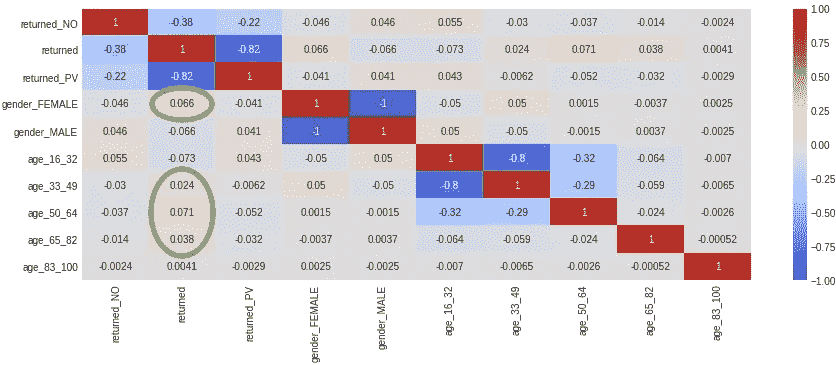 returned_NO 1 -0.38 -0.22 -0.046 0.046 0.055 -0.03 -0.037 -0.014 -0.0024
returned -0.38 1 -0.82 0.066 -0.066 -0.073 0.024 0.071 0.038 0.0041
returned_PV -0.22 -0.82 1 -0.041 0.041 0.043 -0.0062 -0.052 -0.032 -0.0029
gender_FEMALE -0.046 0.066 -0.041 1 -1 -0.05 0.05 0.0015 -0.0037 0.0025
gender_MALE 0.046 -0.066 0.041 -1 1 0.05 -0.05 -0.0015 0.0037 -0.0025
age_16_32 0.055 -0.073 0.043 -0.05 0.05 1 -0.8 -0.32 -0.064 -0.007
age_33_49 -0.03 0.024 -0.0062 0.05 -0.05 -0.8 1 -0.29 -0.059 -0.0065
age_50_64 -0.037 0.071 -0.052 0.0015 -0.0015 -0.32 -0.29 1 -0.024 -0.0026
age_65_82 -0.014 0.038 -0.032 -0.0037 0.0037 -0.064 -0.059 -0.024 1 -0.00052
age_83_100 -0.0024 0.0041 -0.0029 0.0025 -0.0025 -0.007 -0.0065 -0.0026 -0.00052 1
returned_NO
returned
returned_PV
gender_FEMALE
gender_MALE
age_16_32
age_33_49
age_50_64
age_65_82
age_83_100
1.00
0.75
0.50
0.25
0.00
−0.25
−0.50
−0.75
−1.00